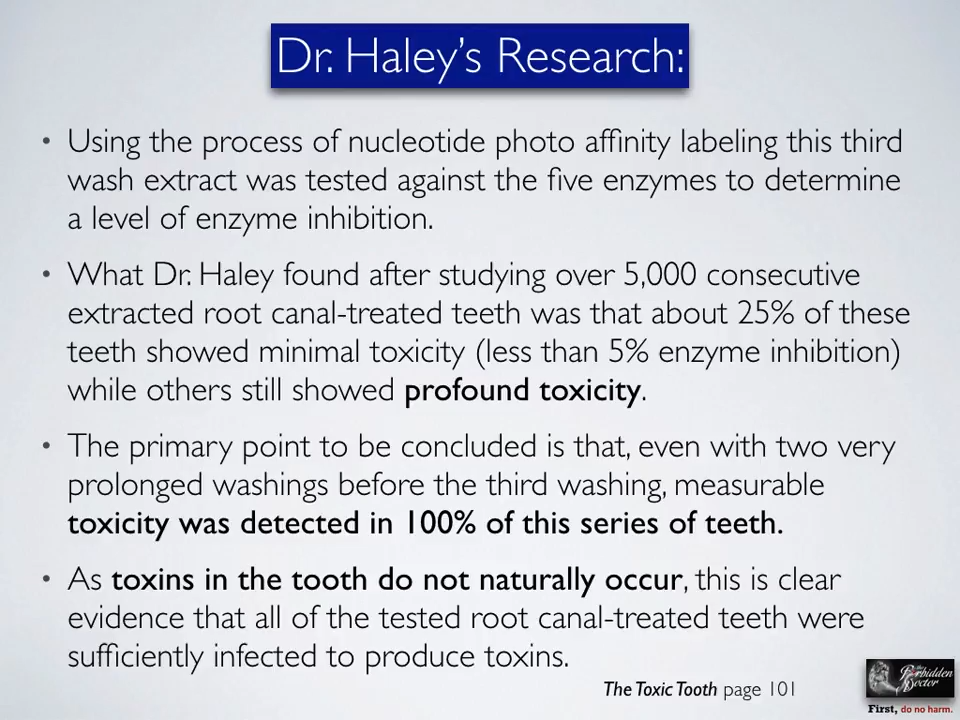 Dr. Haley's Research:
• Using the process of nucleotide photo affinity labeling this third
wash extract was tested against the five enzymes to determine
a level of enzyme inhibition.
• What Dr. Haley found after studying over 5,000 consecutive
extracted root canal-treated teeth was that about 25% of these
teeth showed minimal toxicity (less than 5% enzyme inhibition)
while others still showed profound toxicity.
• The primary point to be concluded is that, even with two very
prolonged washings before the third washing, measurable
toxicity was detected in 100% of this series of teeth.
• As toxins in the tooth do not naturally occur, this is clear
evidence that all of the tested root canal-treated teeth were
sufficiently infected to produce toxins.
The Toxic Tooth page 101
the
Forbidden
Doctor
First, do no harm.